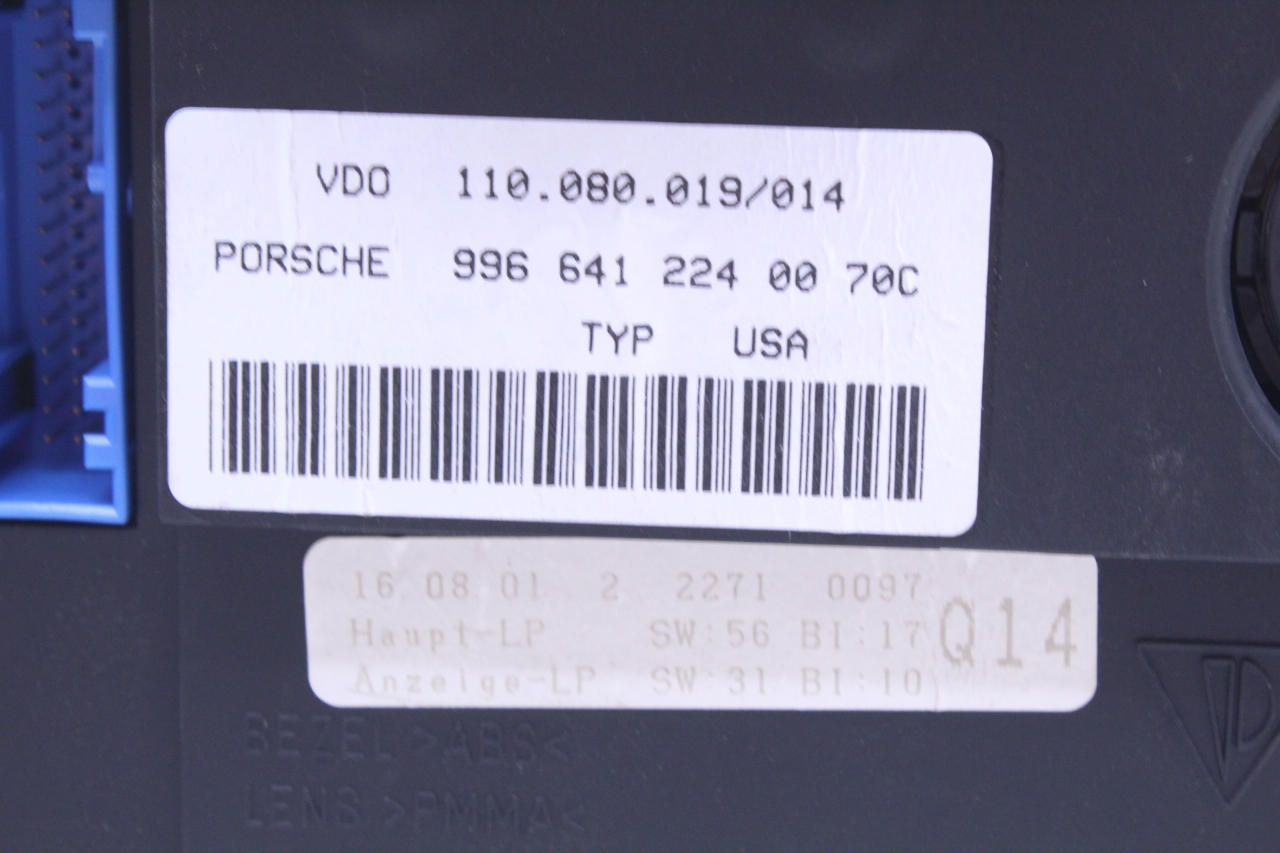 VDO 110.080.019/014
PORSCHE 996 641 224 00 70C
TYP USA
16.08.01 2 2271 0097
Haupt-LP SW:56 BI:17
Q14
Anzeige-LP SW:31 BI:10
BEZEL >ABS<
LENS >PMMA<